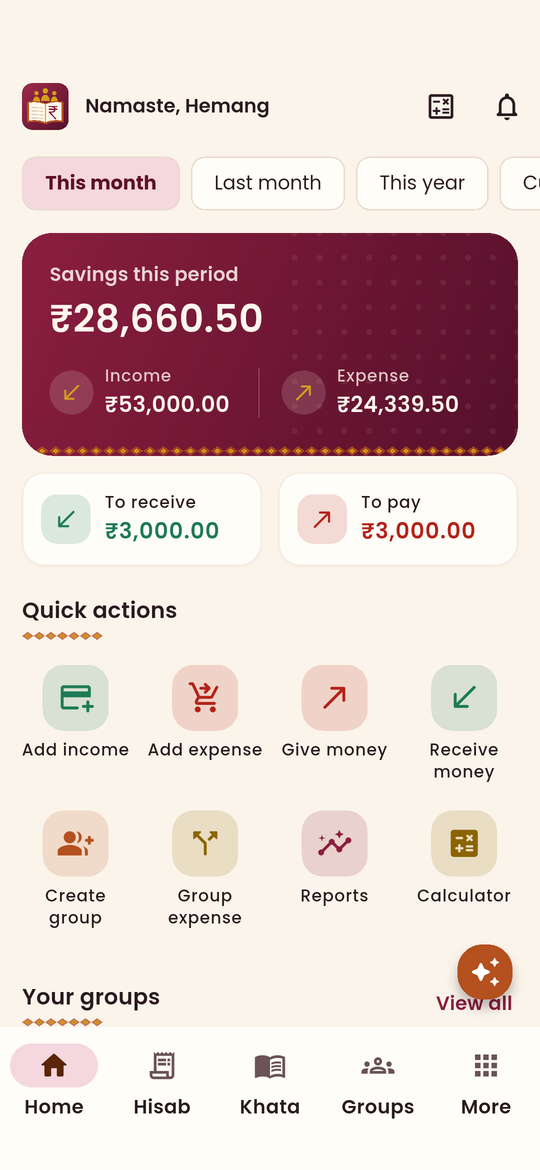 Namaste, Hemang
This month
Last month
This year
Savings this period
₹28,660.50
Income
₹53,000.00
Expense
₹24,339.50
To receive
₹3,000.00
To pay
₹3,000.00
Quick actions
Add income
Add expense
Give money
Receive
money
Create
group
Group
expense
Reports
Calculator
Your groups
View all
Home
Hisab
Khata
Groups
More